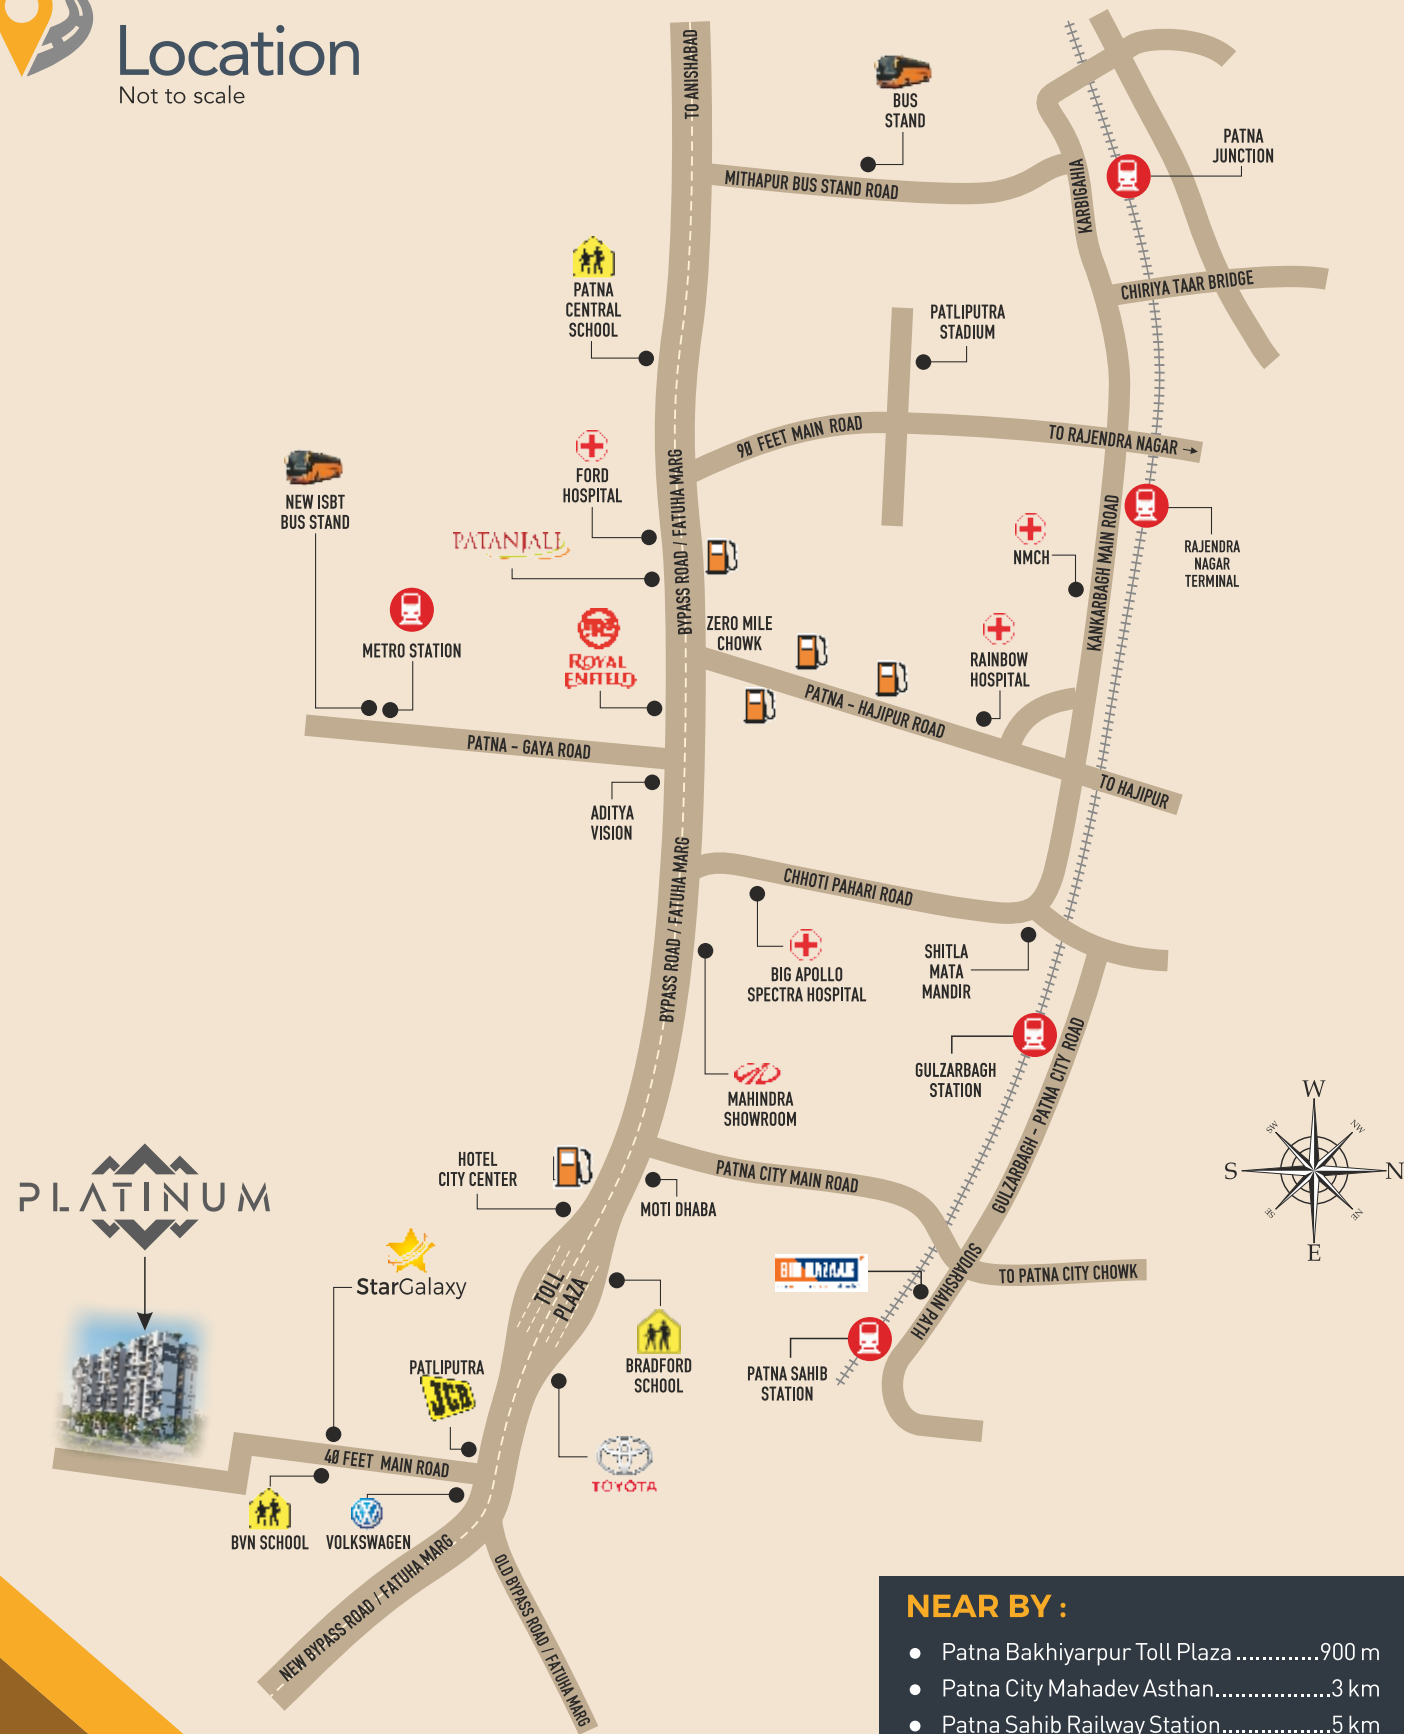 Location
Not to scale
TO ANISHABAD
BUS
STAND
PATNA
JUNCTION
MITHAPUR BUS STAND ROAD
KARBIGAHIA
CHIRIYA TAAR BRIDGE
PATNA
CENTRAL
SCHOOL
PATLIPUTRA
STADIUM
90 FEET MAIN ROAD
TO RAJENDRA NAGAR →
FORD
HOSPITAL
NEW ISBT
BUS STAND
PATANJALI
BYPASS ROAD / FATUHA MARG
NMCH
KANKARBAGH MAIN ROAD
RAJENDRA
NAGAR
TERMINAL
METRO STATION
ROYAL
ENFIELD
ZERO MILE
CHOWK
RAINBOW
HOSPITAL
PATNA - HAJIPUR ROAD
PATNA - GAYA ROAD
TO HAJIPUR
ADITYA
VISION
BYPASS ROAD / FATUHA MARG
CHHOTI PAHARI ROAD
BIG APOLLO
SPECTRA HOSPITAL
SHITLA
MATA
MANDIR
GULZARBAGH
STATION
GULZARBAGH - PATNA CITY ROAD
MAHINDRA
SHOWROOM
W
SW
NW
S
N
SE
NE
E
HOTEL
CITY CENTER
MOTI DHABA
PATNA CITY MAIN ROAD
PLATINUM
StarGalaxy
TOLL
PLAZA
BIG BAZAAR
SUDARSHAN PATH
TO PATNA CITY CHOWK
BRADFORD
SCHOOL
PATNA SAHIB
STATION
PATLIPUTRA
JCB
40 FEET MAIN ROAD
TOYOTA
BVN SCHOOL
VOLKSWAGEN
NEW BYPASS ROAD / FATUHA MARG
OLD BYPASS ROAD / FATUHA MARG
NEAR BY :
● Patna Bakhiyarpur Toll Plaza.............900 m
● Patna City Mahadev Asthan..................3 km
● Patna Sahib Railway Station.................5 km